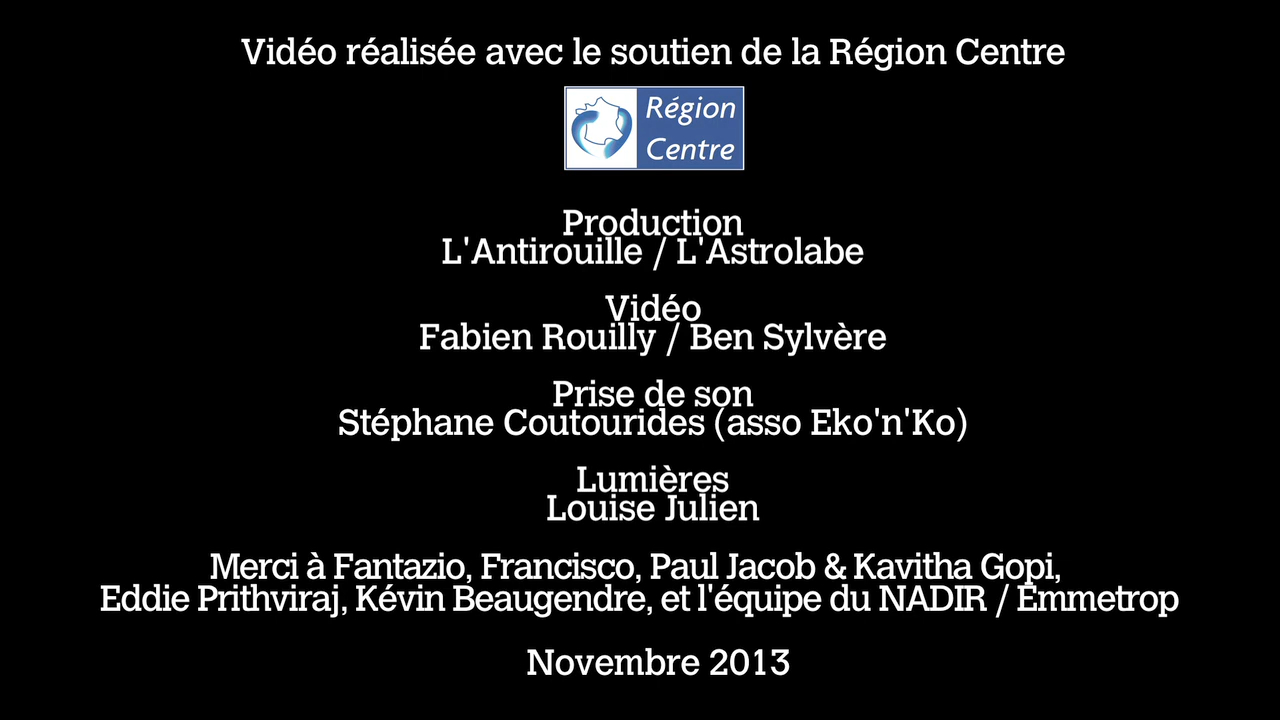 Vidéo réalisée avec le soutien de la Région Centre
Région
Centre
Production
L'Antirouille / L'Astrolabe
Vidéo
Fabien Rouilly / Ben Sylvère
Prise de son
Stéphane Coutourides (asso Eko'n'Ko)
Lumières
Louise Julien
Merci à Fantazio, Francisco, Paul Jacob & Kavitha Gopi,
Eddie Prithviraj, Kévin Beaugendre, et l'équipe du NADIR / Emmetrop
Novembre 2013